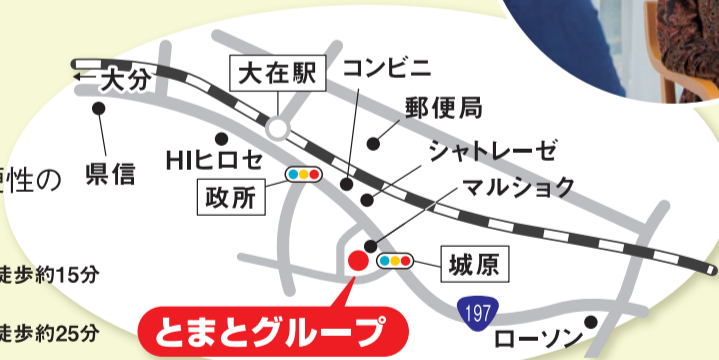 ←大分
大在駅
コンビニ
郵便局
シャトレーゼ
マルショク
県信
HIヒロセ
政所
性の
徒歩約15分
城原
197
徒歩約25分
とまとグループ
ローソン